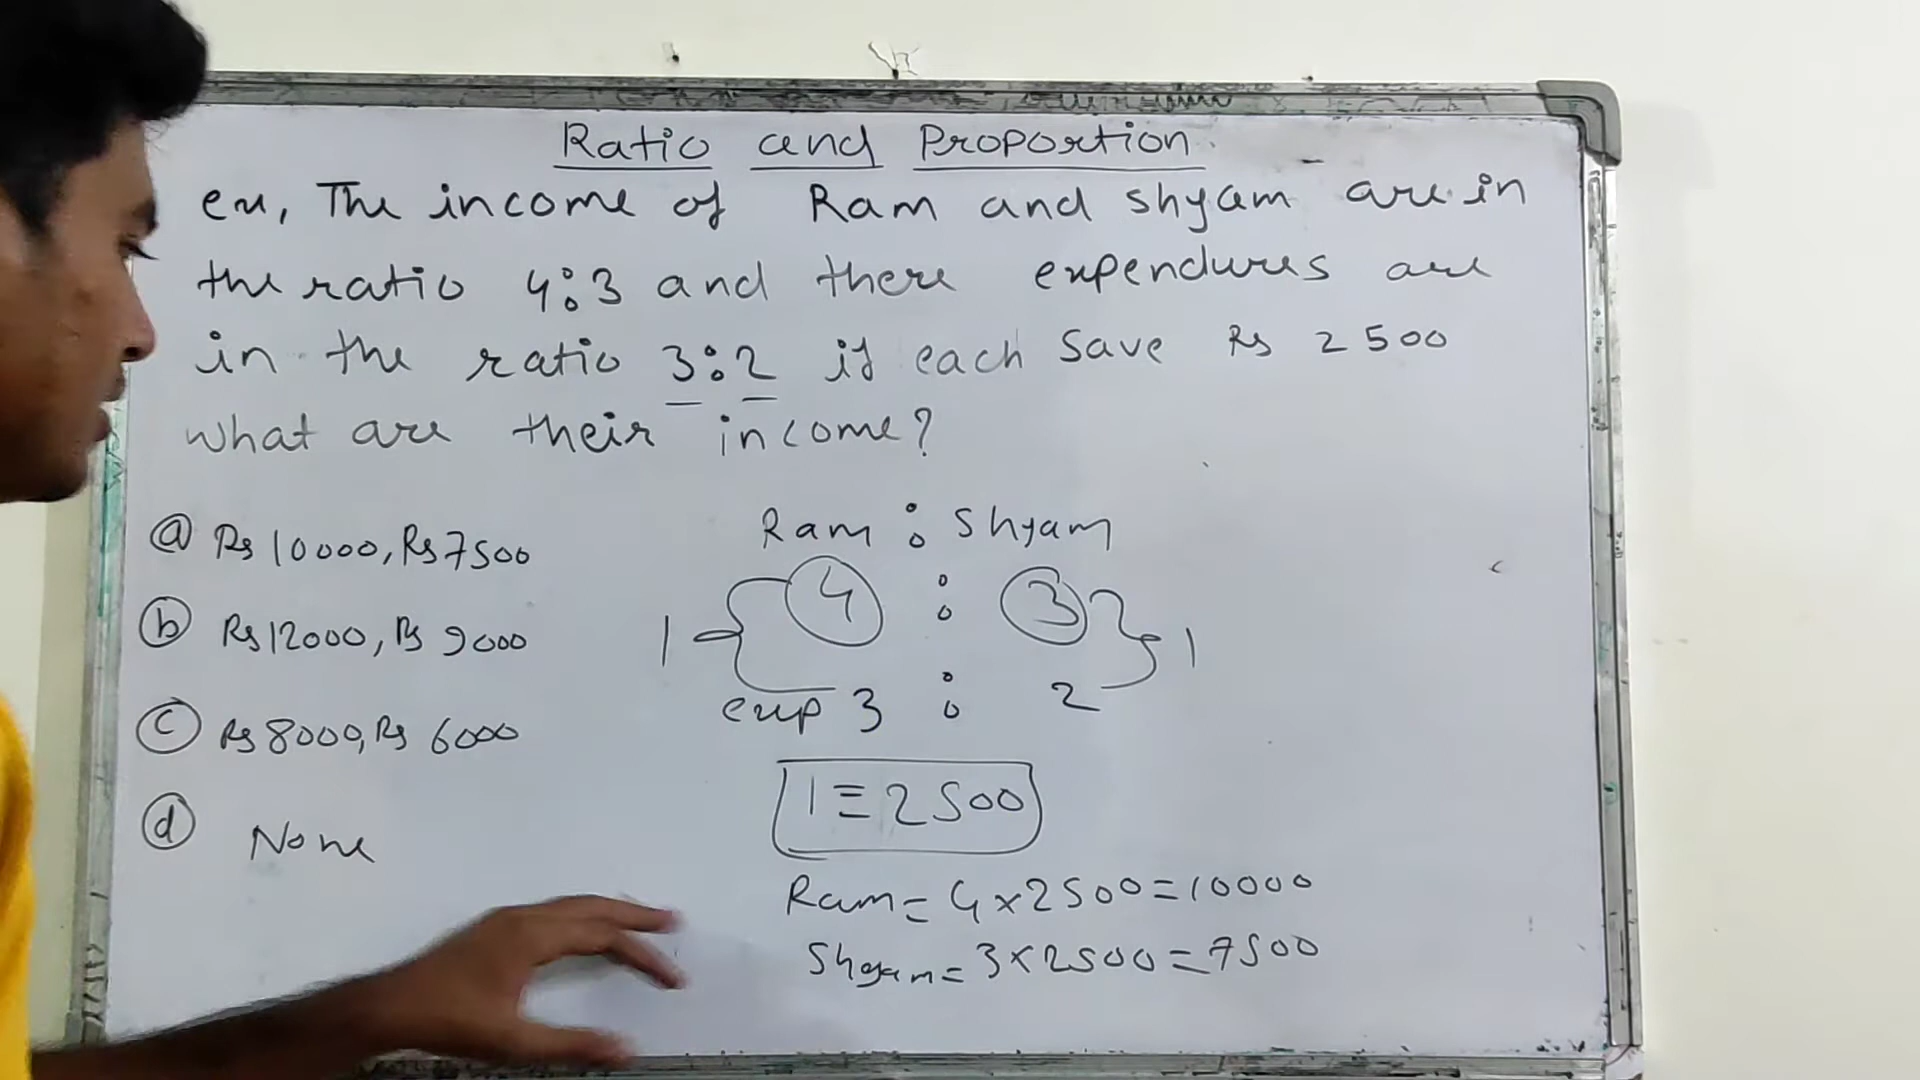 Ratio and Proportion
ex, The income of Ram and shyam are in
the ratio 4:3 and there expendures are
in the ratio 3:2 if each Save Rs 2500
what are their income?
(a) Rs 10000, Rs 7500
(b) Rs 12000, Rs 9000
(c) Rs 8000, Rs 6000
(d) None
Ram : Shyam
1 4 : 3 1
exp 3 : 2
1 ≡ 2500
Ram = 4 × 2500 = 10000
Shyam = 3 × 2500 = 7500